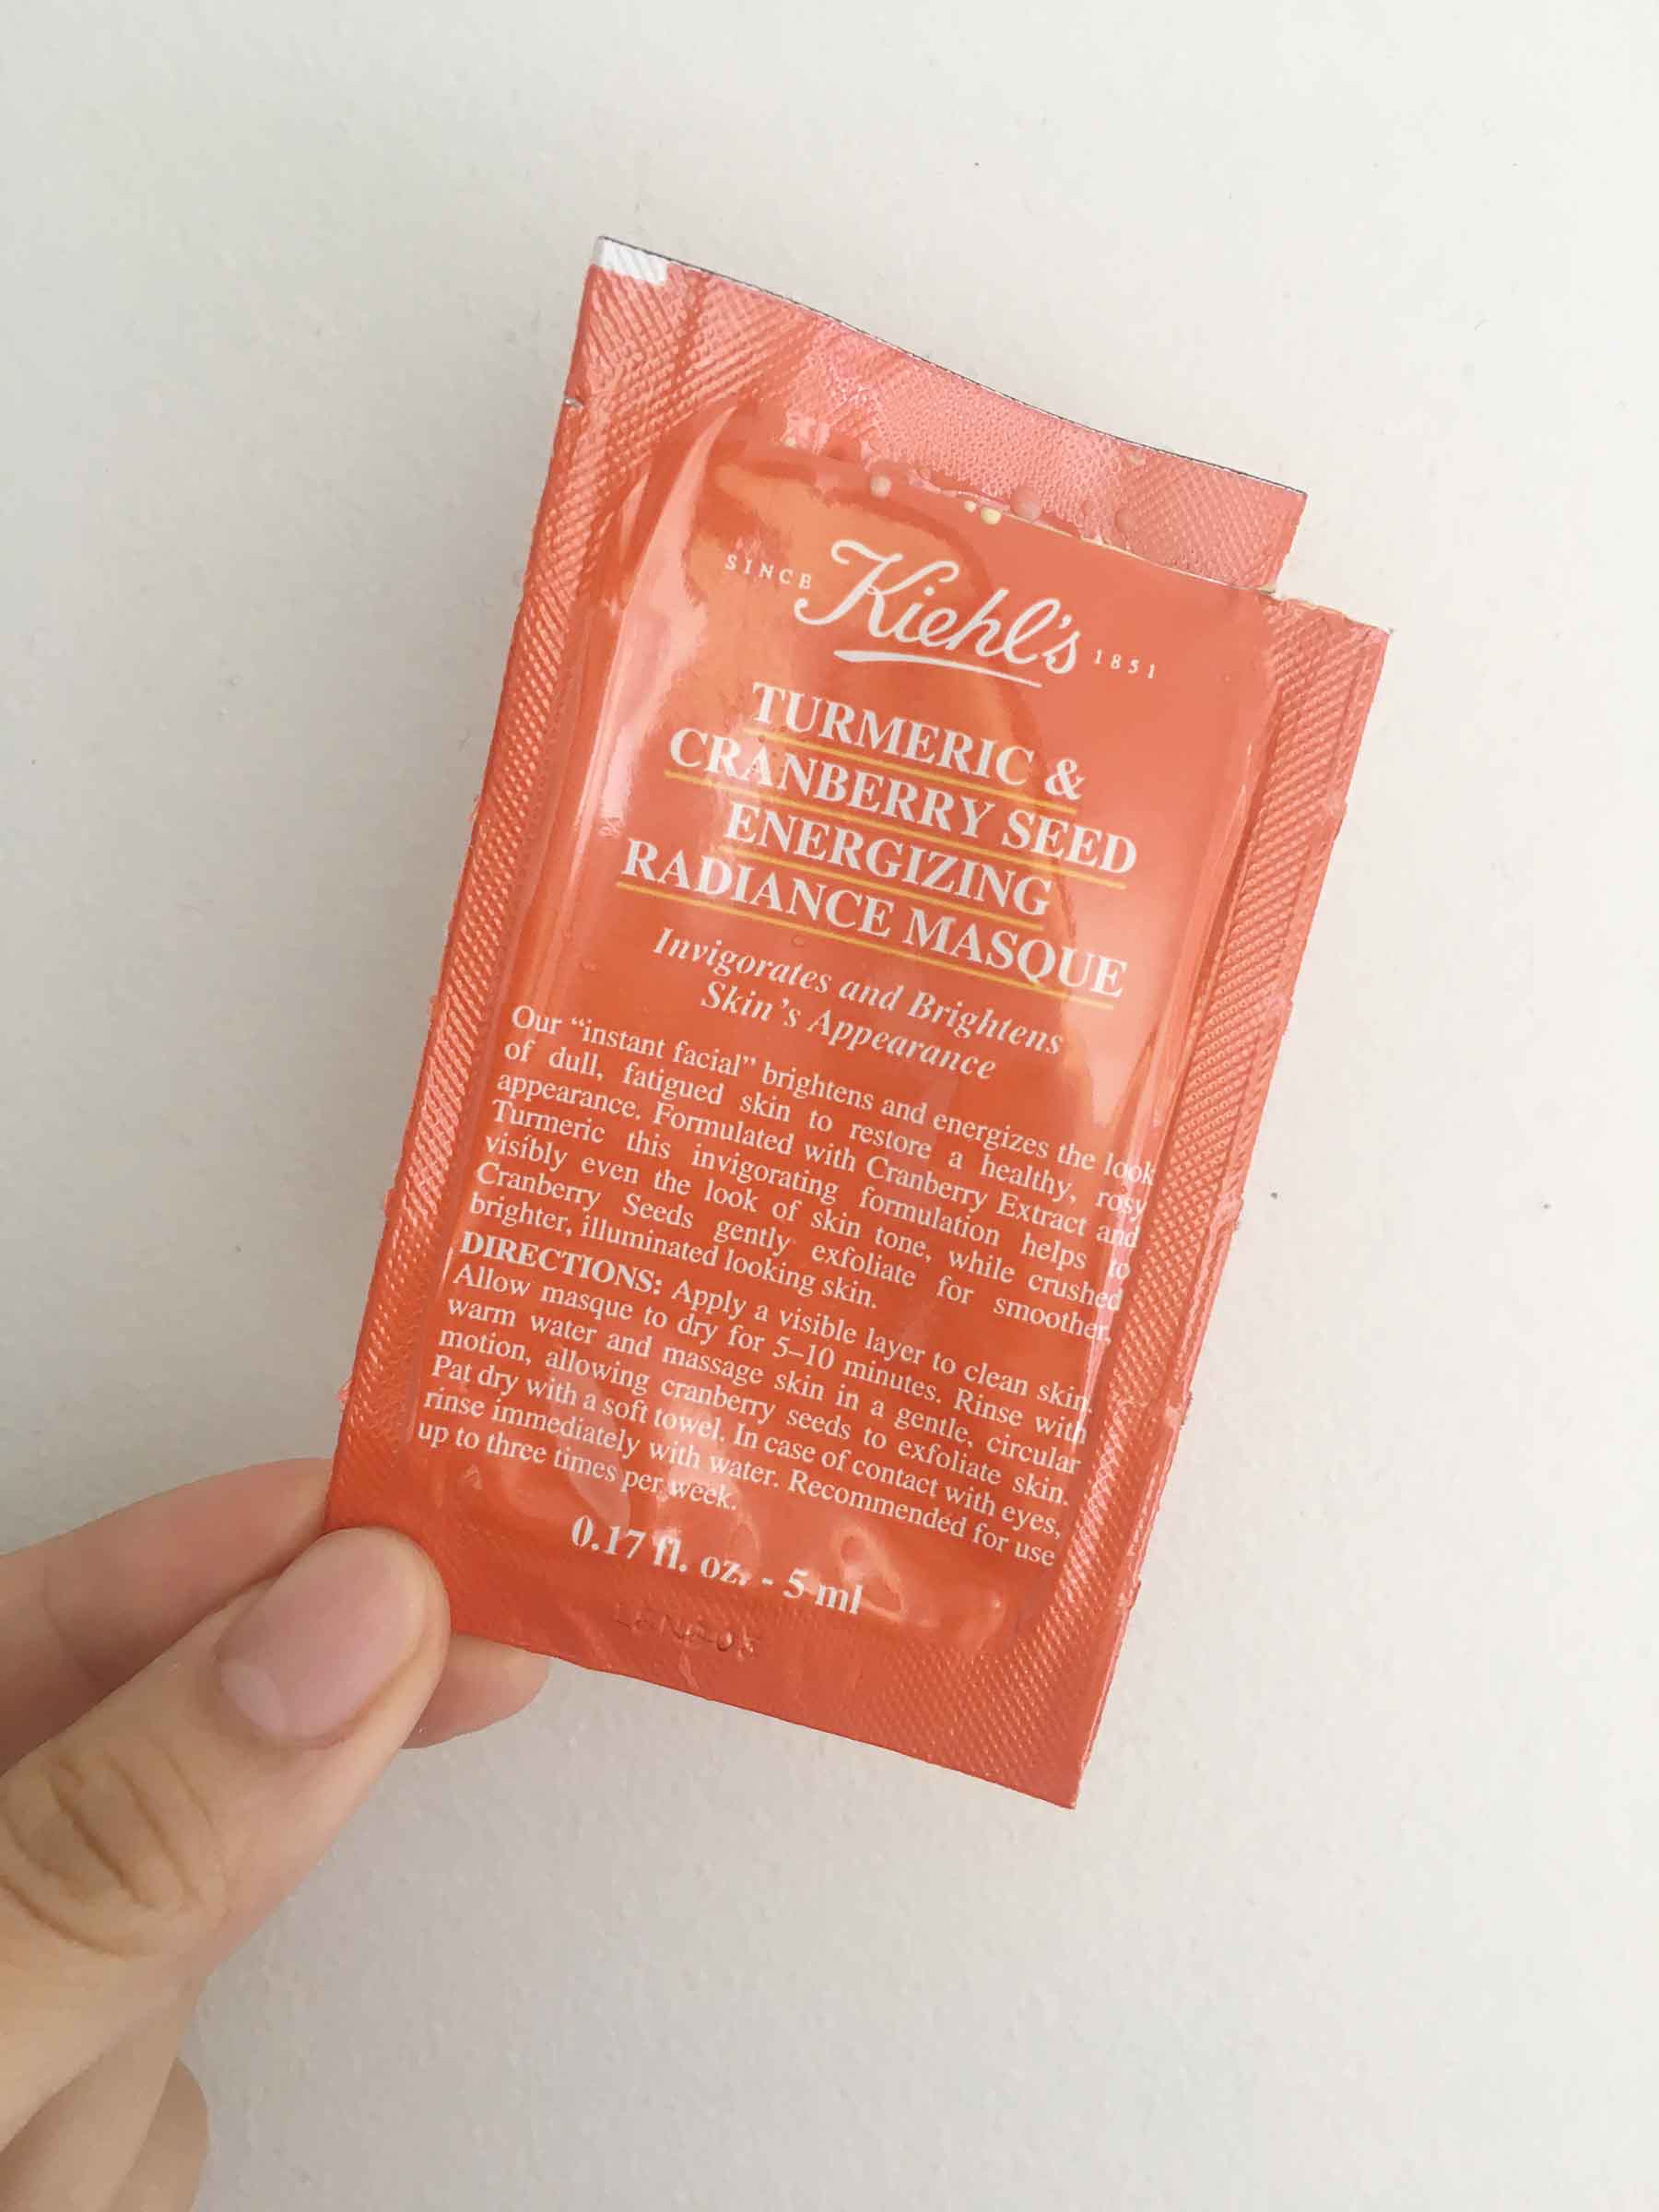 SINCE Kiehl's 1851
TURMERIC &
CRANBERRY SEED
ENERGIZING
RADIANCE MASQUE
Invigorates and Brightens
Skin's Appearance
Our “instant facial” brightens and energizes the look
of dull, fatigued skin to restore a healthy, rosy
appearance. Formulated with Cranberry Extract and
Turmeric this invigorating formulation helps to
visibly even the look of skin tone, while crushed
Cranberry Seeds gently exfoliate for smoother,
brighter, illuminated looking skin.
DIRECTIONS: Apply a visible layer to clean skin.
Allow masque to dry for 5–10 minutes. Rinse with
warm water and massage skin in a gentle, circular
motion, allowing cranberry seeds to exfoliate skin.
Pat dry with a soft towel. In case of contact with eyes,
rinse immediately with water. Recommended for use
up to three times per week.
0.17 fl. oz. - 5 ml